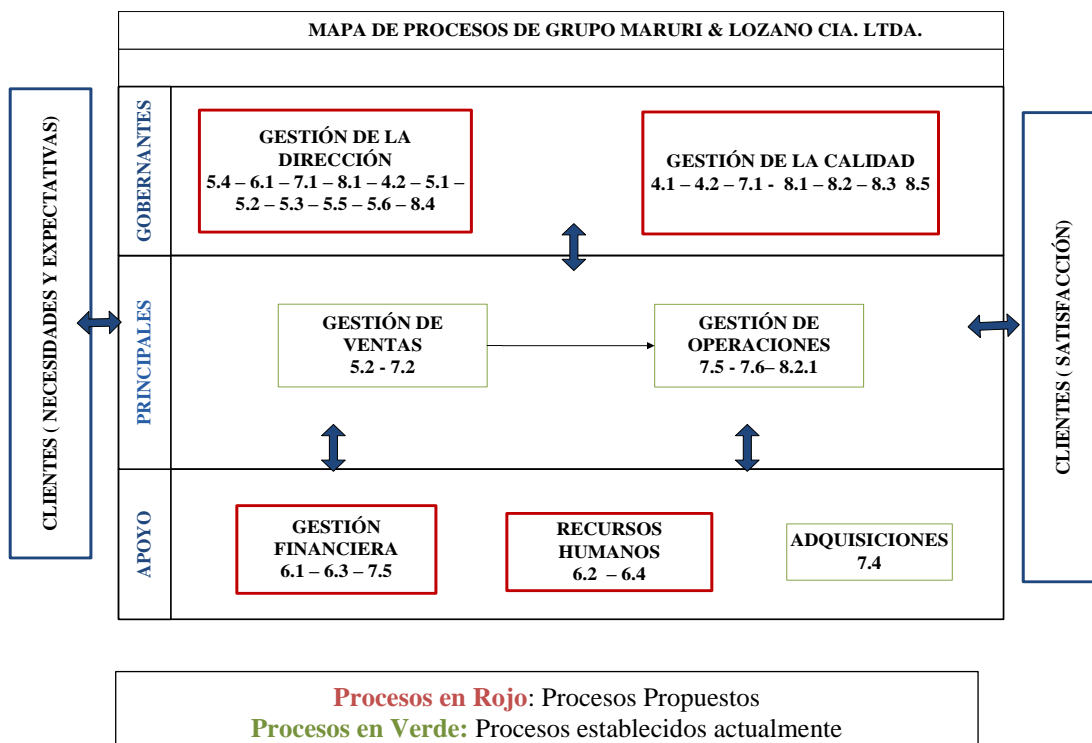 MAPA DE PROCESOS DE GRUPO MARURI & LOZANO CIA. LTDA.
CLIENTES ( NECESIDADES Y EXPECTATIVAS)
GOBERNANTES
GESTIÓN DE LA
DIRECCIÓN
5.4 – 6.1 – 7.1 – 8.1 – 4.2 – 5.1 –
5.2 – 5.3 – 5.5 – 5.6 – 8.4
GESTIÓN DE LA CALIDAD
4.1 – 4.2 – 7.1 -  8.1 – 8.2 – 8.3  8.5
PRINCIPALES
GESTIÓN DE
VENTAS
5.2 - 7.2
GESTIÓN DE
OPERACIONES
7.5 - 7.6– 8.2.1
APOYO
GESTIÓN
FINANCIERA
6.1 – 6.3 – 7.5
RECURSOS
HUMANOS
6.2  – 6.4
ADQUISICIONES
7.4
CLIENTES ( SATISFACCIÓN)
Procesos en Rojo: Procesos Propuestos
Procesos en Verde: Procesos establecidos actualmente